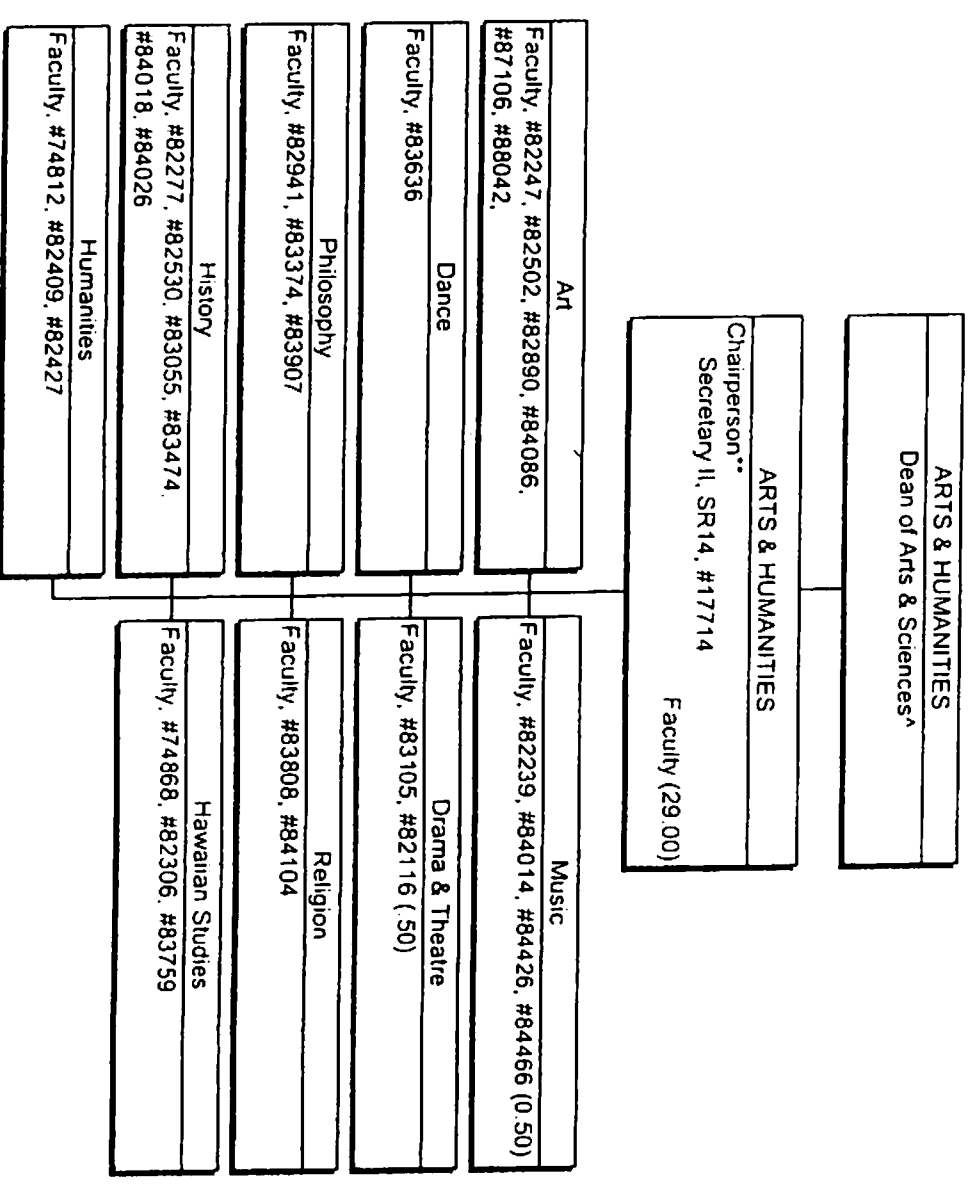 ARTS & HUMANITIES
Dean of Arts & Sciences^
ARTS & HUMANITIES
Chairperson**
Secretary II, SR14, #17714
Faculty (29.00)
Art
Faculty, #82247, #82502, #82890, #84086,
#87106, #88042,
Music
Faculty, #82239, #84014, #84426, #84466 (0.50)
Dance
Faculty, #83636
Drama & Theatre
Faculty, #83105, #82116 (.50)
Philosophy
Faculty, #82941, #83374, #83907
Religion
Faculty, #83808, #84104
History
Faculty, #82277, #82530, #83055, #83474,
#84018, #84026
Hawaiian Studies
Faculty, #74868, #82306, #83759
Humanities
Faculty, #74812, #82409, #82427